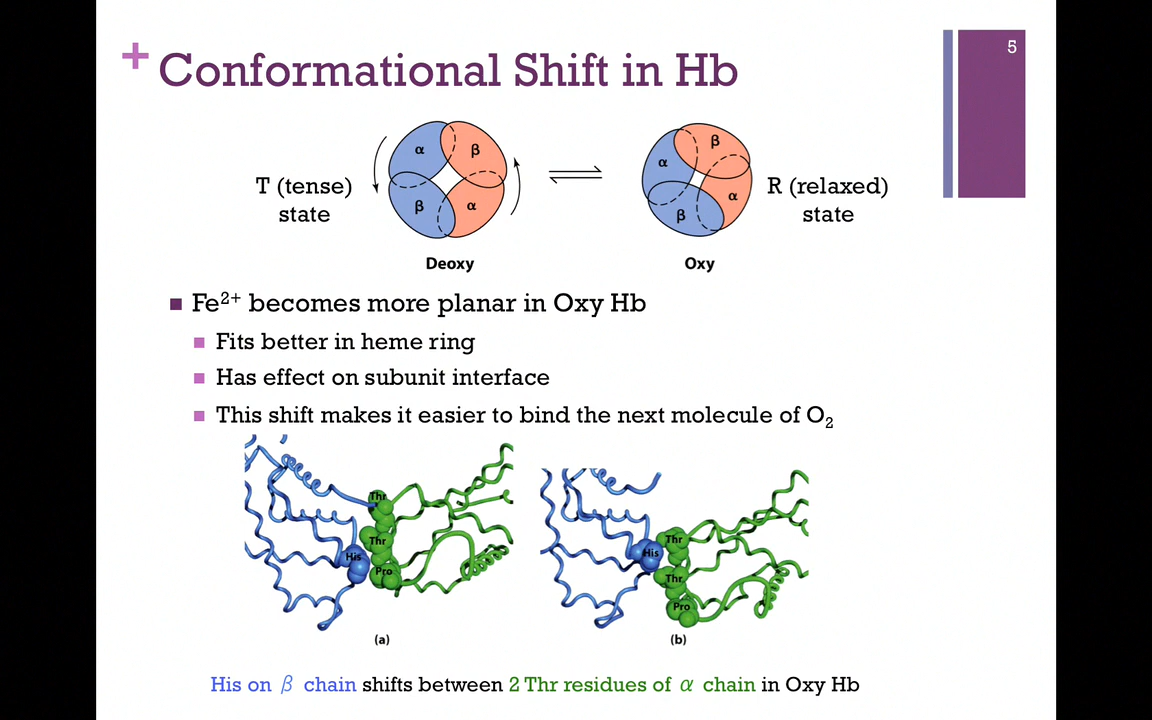 5
+ Conformational Shift in Hb
α β β α
α β
α β
T (tense) state
R (relaxed) state
Deoxy
Oxy
Fe²⁺ becomes more planar in Oxy Hb
Fits better in heme ring
Has effect on subunit interface
This shift makes it easier to bind the next molecule of O₂
Thr
Thr
His
Pro
His
Thr
Thr
Pro
(a)
(b)
His on β chain shifts between 2 Thr residues of α chain in Oxy Hb